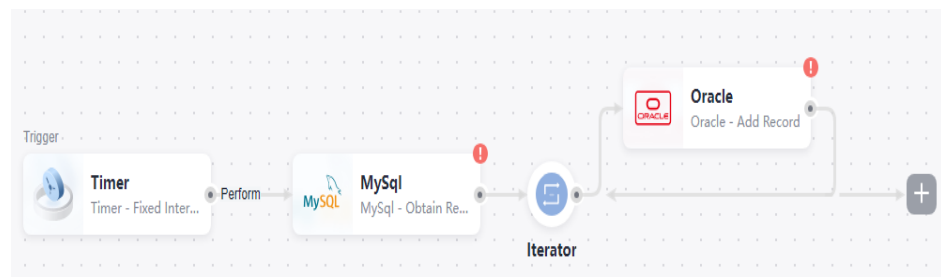 Trigger
Timer
Timer - Fixed Inter...
Perform
MySQL
MySql
MySql - Obtain Re...
Iterator
ORACLE
Oracle
Oracle - Add Record